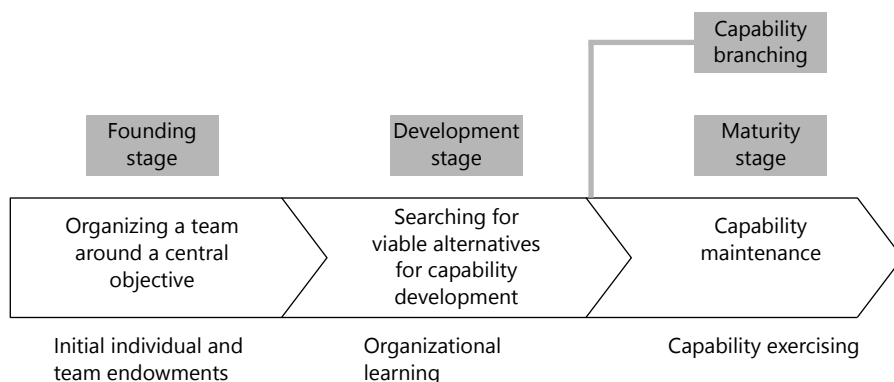 Capability
branching
Founding
stage
Development
stage
Maturity
stage
Organizing a team
around a central
objective
Searching for
viable alternatives
for capability
development
Capability
maintenance
Initial individual and
team endowments
Organizational
learning
Capability exercising